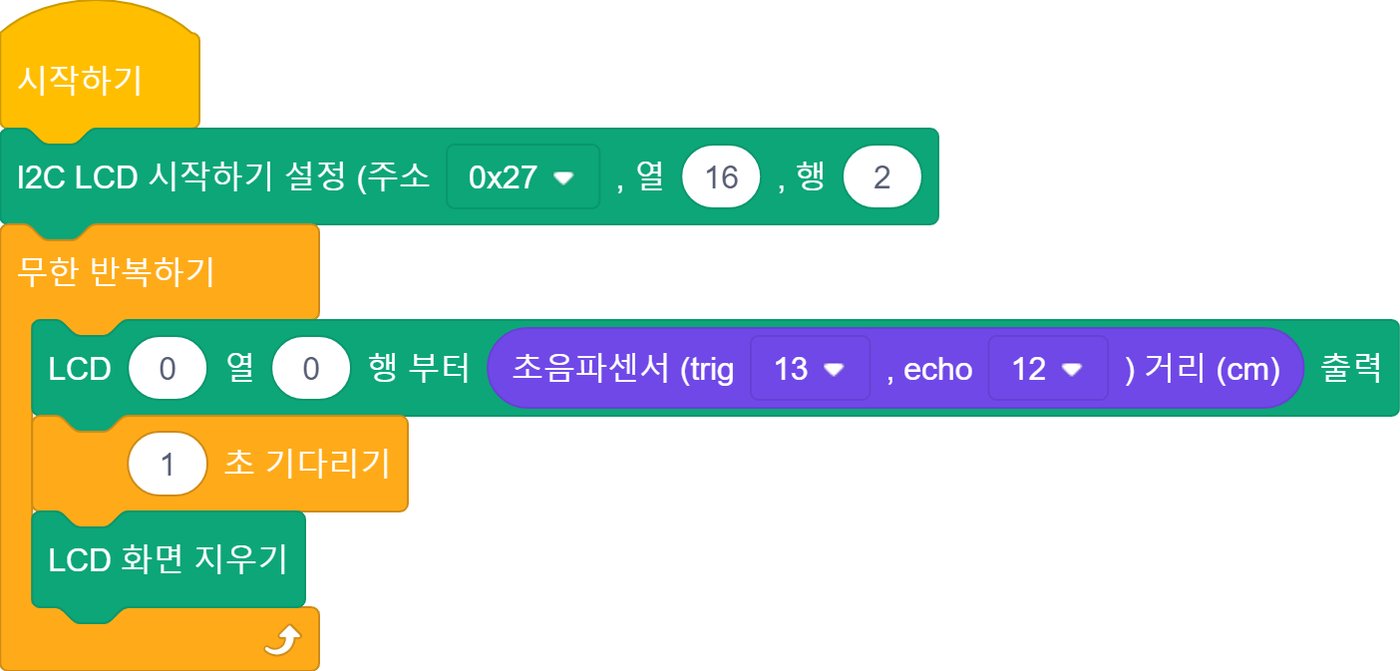 시작하기
I2C LCD 시작하기 설정 (주소 0x27 , 열 16 , 행 2
무한 반복하기
LCD 0 열 0 행 부터 초음파센서 (trig 13 , echo 12 ) 거리 (cm) 출력
1 초 기다리기
LCD 화면 지우기